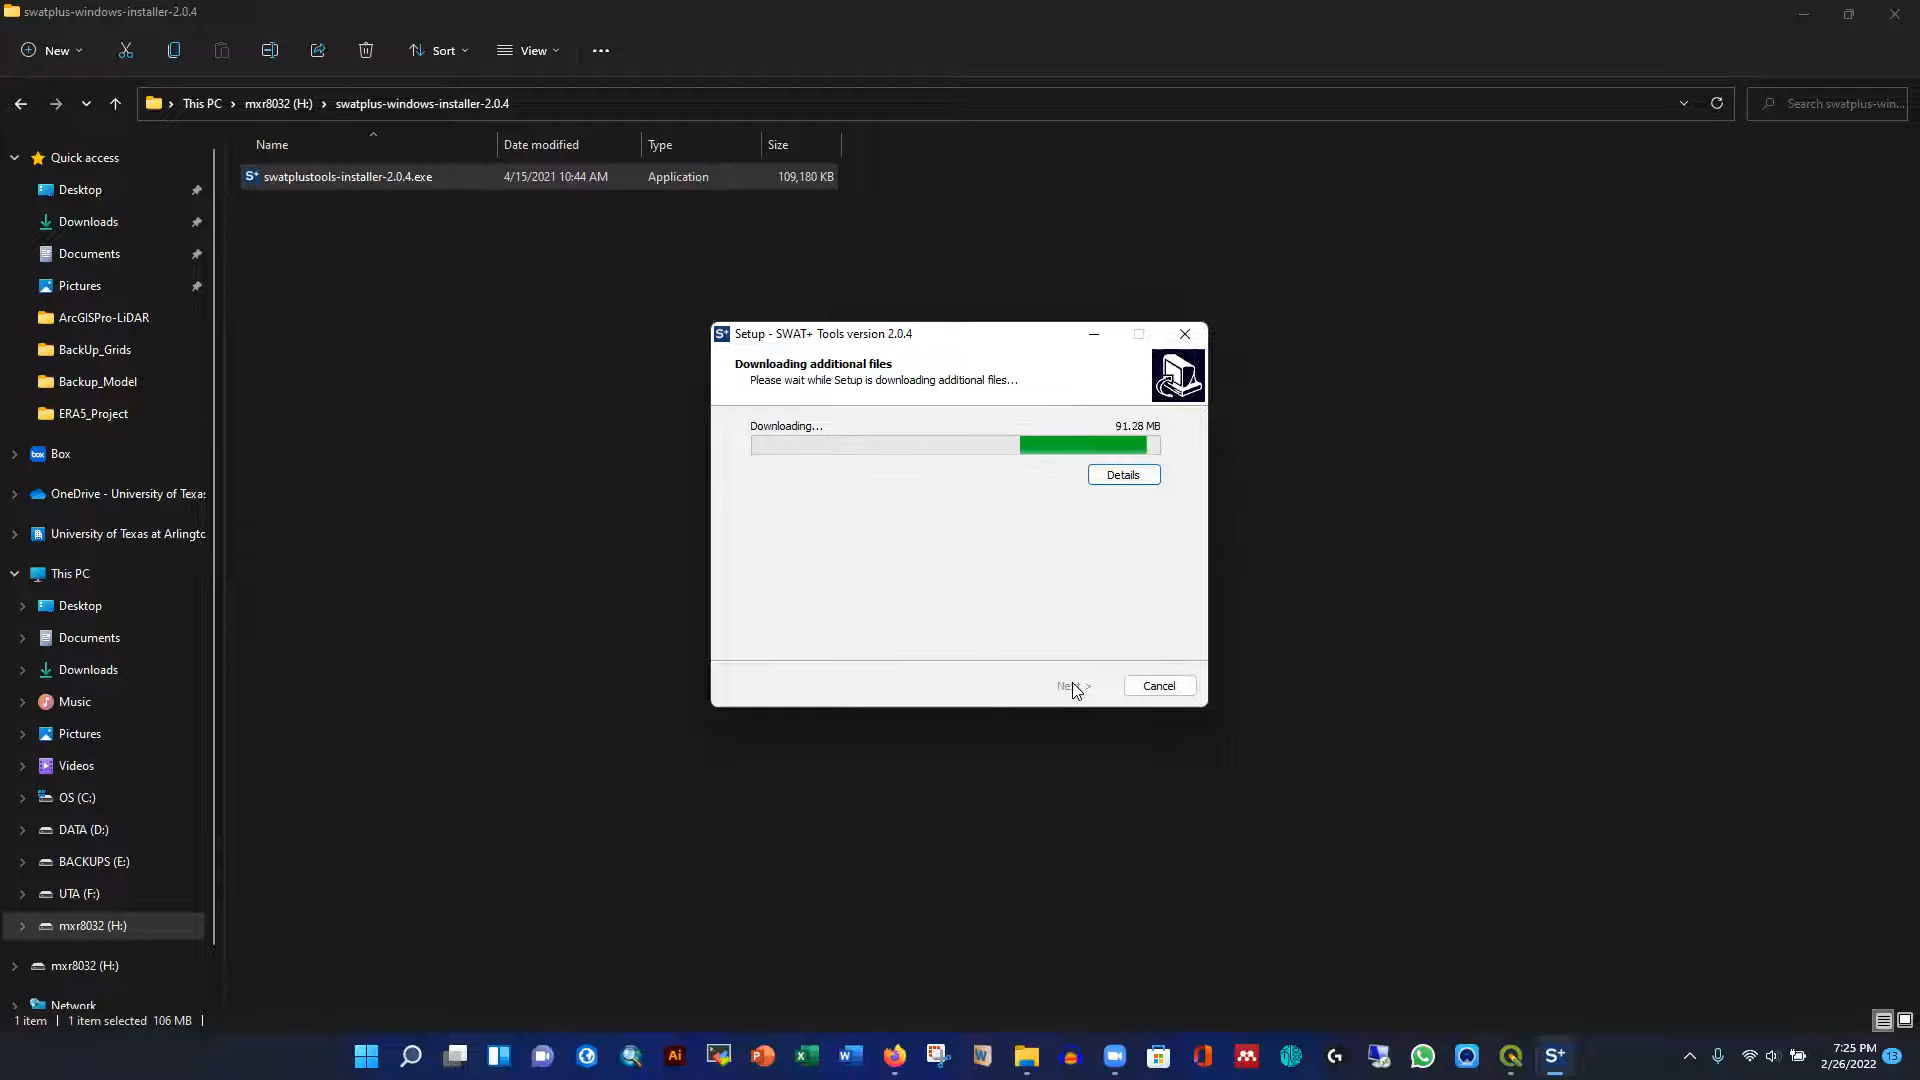 swatplus-windows-installer-2.0.4
New
Sort
View
This PC
mxr8032 (H:)
swatplus-windows-installer-2.0.4
Search swatplus-win...
Name
Date modified
Type
Size
swatplustools-installer-2.0.4.exe
4/15/2021 10:44 AM
Application
109,180 KB
Quick access
Desktop
Downloads
Documents
Pictures
ArcGISPro-LiDAR
BackUp_Grids
Backup_Model
ERA5_Project
Box
OneDrive - University of Texa
University of Texas at Arlingto
This PC
Desktop
Documents
Downloads
Music
Pictures
Videos
OS (C:)
DATA (D:)
BACKUPS (E:)
UTA (F:)
mxr8032 (H:)
mxr8032 (H:)
Network
1 item
1 item selected 106 MB
Setup - SWAT+ Tools version 2.0.4
Downloading additional files
Please wait while Setup is downloading additional files...
Downloading...
91.28 MB
Details
Next >
Cancel
7:25 PM
2/26/2022
13